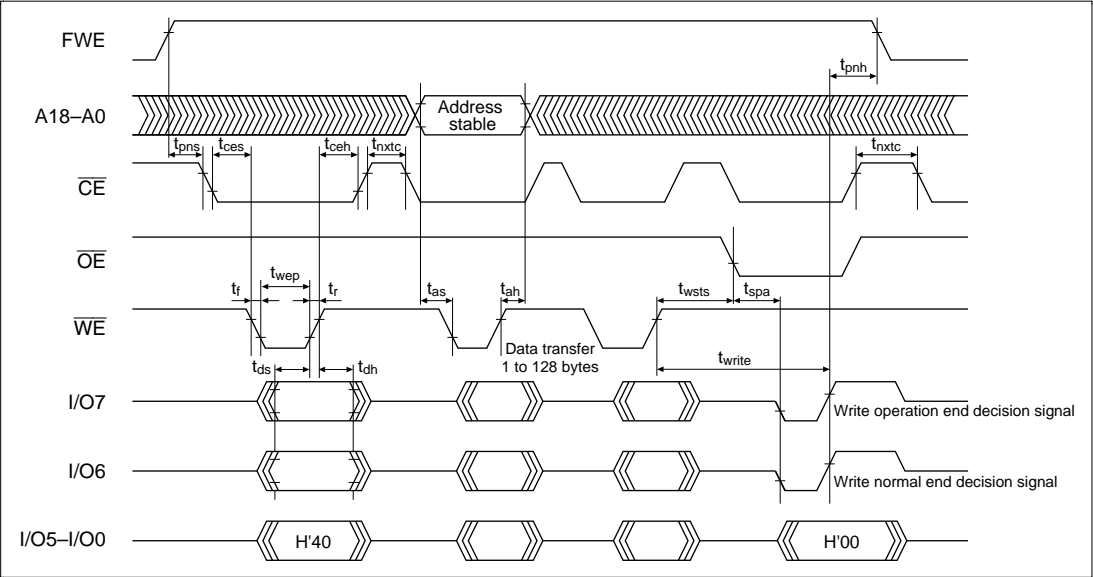 FWE
tpnh
A18–A0
Address
stable
tpns
tces
tceh
tnxtc
tnxtc
CE
OE
tf
twep
tr
tas
tah
twsts
tspa
WE
Data transfer
1 to 128 bytes
twrite
tds
tdh
I/O7
Write operation end decision signal
I/O6
Write normal end decision signal
I/O5–I/O0
H'40
H'00